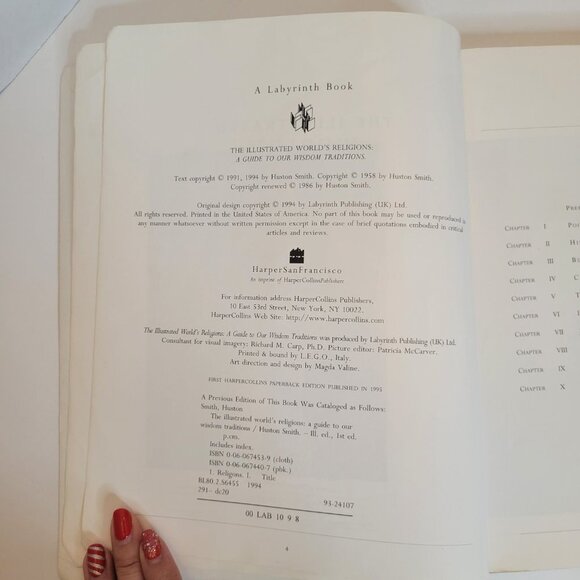 A Labyrinth Book
THE ILLUSTRATED WORLD'S RELIGIONS:
A GUIDE TO OUR WISDOM TRADITIONS.
Text copyright © 1991, 1994 by Huston Smith. Copyright © 1958 by Huston Smith.
Copyright renewed © 1986 by Huston Smith.
Original design copyright © 1994 by Labyrinth Publishing (UK) Ltd.
All rights reserved. Printed in the United States of America. No part of this book may be used or reproduced in
any manner whatsoever without written permission except in the case of brief quotations embodied in critical
articles and reviews.
HarperSanFrancisco
An imprint of HarperCollinsPublishers
For information address HarperCollins Publishers,
10 East 53rd Street, New York, NY 10022.
HarperCollins Web Site: http://www.harpercollins.com
The Illustrated World's Religions: A Guide to Our Wisdom Traditions was produced by Labyrinth Publishing (UK) Ltd.
Consultant for visual imagery: Richard M. Carp, Ph.D. Picture editor: Patricia McCarver.
Printed & bound by L.E.G.O., Italy.
Art direction and design by Magda Valine.
FIRST HARPERCOLLINS PAPERBACK EDITION PUBLISHED IN 1995
A Previous Edition of This Book Was Cataloged as Follows:
Smith, Huston
The illustrated world's religions: a guide to our
wisdom traditions / Huston Smith. – Ill. ed., 1st ed.
p.cm.
Includes index.
ISBN 0-06-067453-9 (cloth)
ISBN 0-06-067440-7 (pbk.)
1. Religions. I. Title
BL80.2.S6455 1994
291– dc20
93-24107
00 LAB 10 9 8
4
CHAPTER I
CHAPTER II
CHAPTER III
CHAPTER IV
CHAPTER V
CHAPTER VI
CHAPTER VII
CHAPTER VIII
CHAPTER IX
CHAPTER X